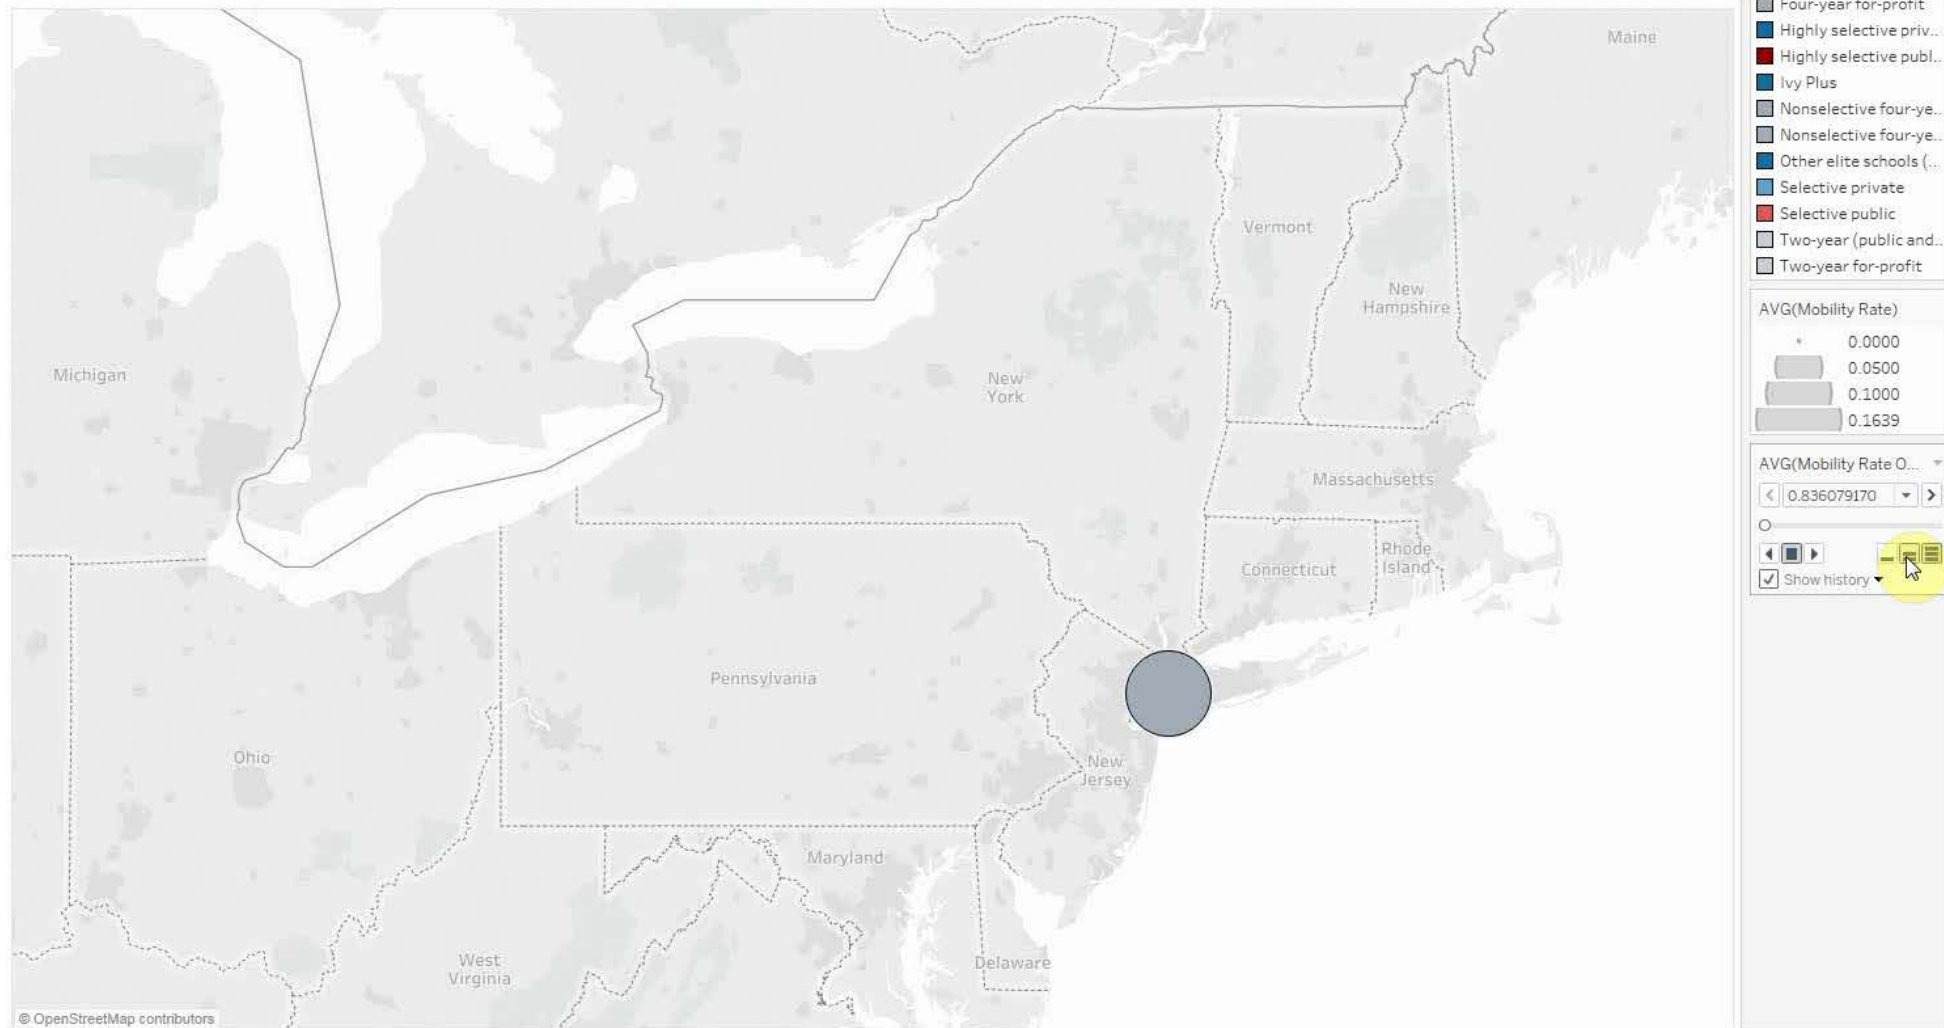 Maine
Vermont
New
Hampshire
Michigan
New
York
Massachusetts
Rhode
Island
Connecticut
Pennsylvania
Ohio
New
Jersey
Maryland
West
Virginia
Delaware
© OpenStreetMap contributors
Four-year for-profit
Highly selective priv..
Highly selective publ..
Ivy Plus
Nonselective four-ye..
Nonselective four-ye..
Other elite schools (..
Selective private
Selective public
Two-year (public and..
Two-year for-profit
AVG(Mobility Rate)
0.0000
0.0500
0.1000
0.1639
AVG(Mobility Rate O...
0.836079170
Show history